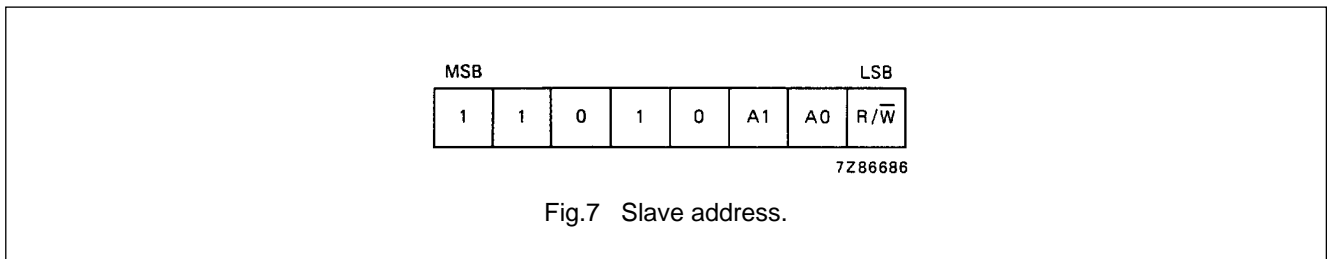 MSB LSB
1 1 0 1 0 A1 A0 R/W̅
7Z86686
Fig.7 Slave address.